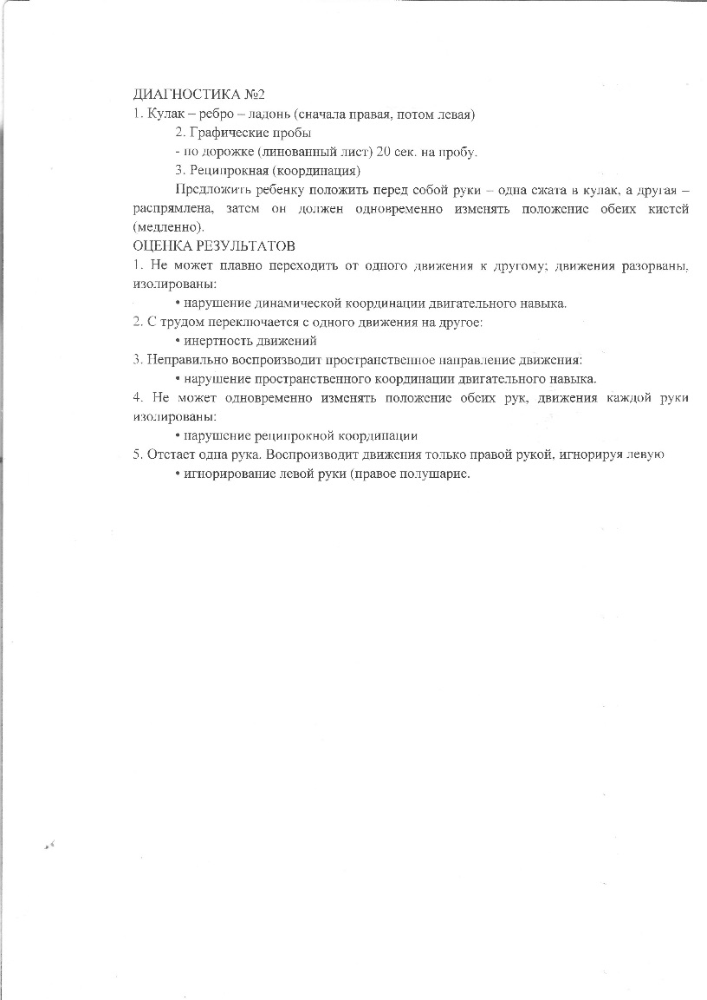 ДИАГНОСТИКА №2
1. Кулак – ребро – ладонь (сначала правая, потом левая)
2. Графические пробы
- по дорожке (линованный лист) 20 сек. на пробу.
3. Реципрокная (координация)
Предложить ребенку положить перед собой руки – одна сжата в кулак, а другая –
распрямлена, затем он должен одновременно изменять положение обеих кистей
(медленно).
ОЦЕНКА РЕЗУЛЬТАТОВ
1. Не может плавно переходить от одного движения к другому; движения разорваны,
изолированы:
• нарушение динамической координации двигательного навыка.
2. С трудом переключается с одного движения на другое:
• инертность движений
3. Неправильно воспроизводит пространственное направление движения:
• нарушение пространственного координации двигательного навыка.
4. Не может одновременно изменять положение обеих рук, движения каждой руки
изолированы:
• нарушение реципрокной координации
5. Отстает одна рука. Воспроизводит движения только правой рукой, игнорируя левую
• игнорирование левой руки (правое полушарие.